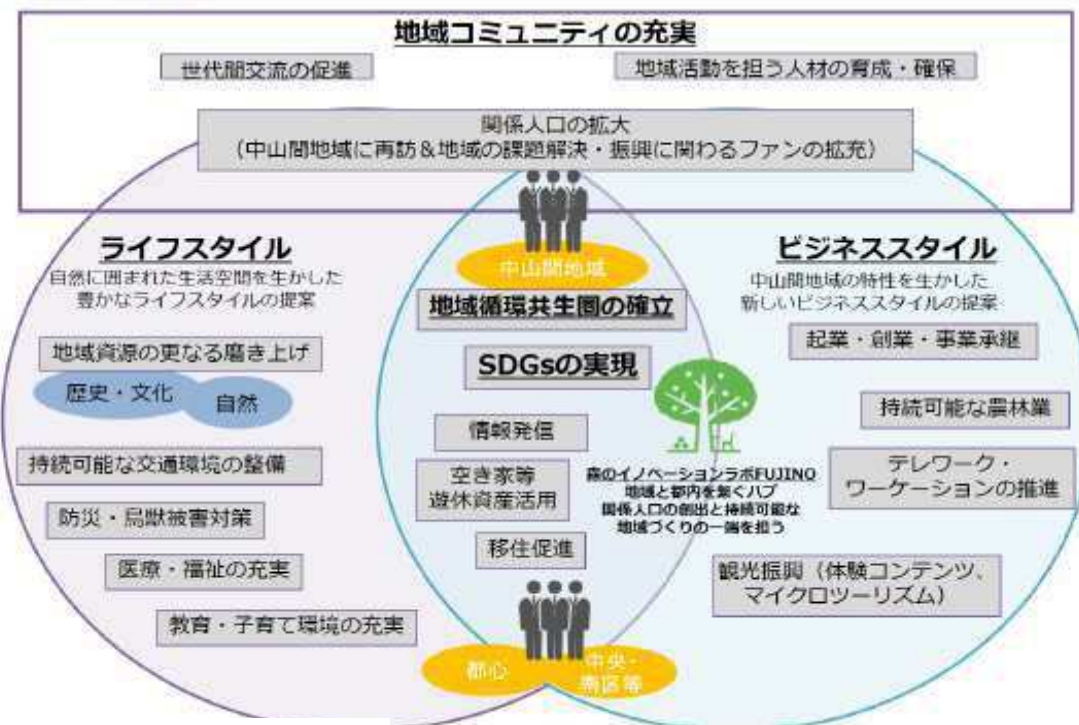 地域コミュニティの充実
世代間交流の促進
地域活動を担う人材の育成・確保
関係人口の拡大
（中山間地域に再訪＆地域の課題解決・振興に関わるファンの拡充）
ライフスタイル
自然に囲まれた生活空間を生かした
豊かなライフスタイルの提案
地域資源の更なる磨き上げ
歴史・文化
自然
持続可能な交通環境の整備
防災・鳥獣被害対策
医療・福祉の充実
教育・子育て環境の充実
中山間地域
地域循環共生圏の確立
SDGsの実現
情報発信
空き家等
遊休資産活用
移住促進
森のイノベーションラボFUJINO
地域と都内を繋ぐハブ
関係人口の創出と持続可能な
地域づくりの一端を担う
都心
中央・
南区等
ビジネススタイル
中山間地域の特性を生かした
新しいビジネススタイルの提案
起業・創業・事業承継
持続可能な農林業
テレワーク・
ワーケーションの推進
観光振興（体験コンテンツ、
マイクロツーリズム）